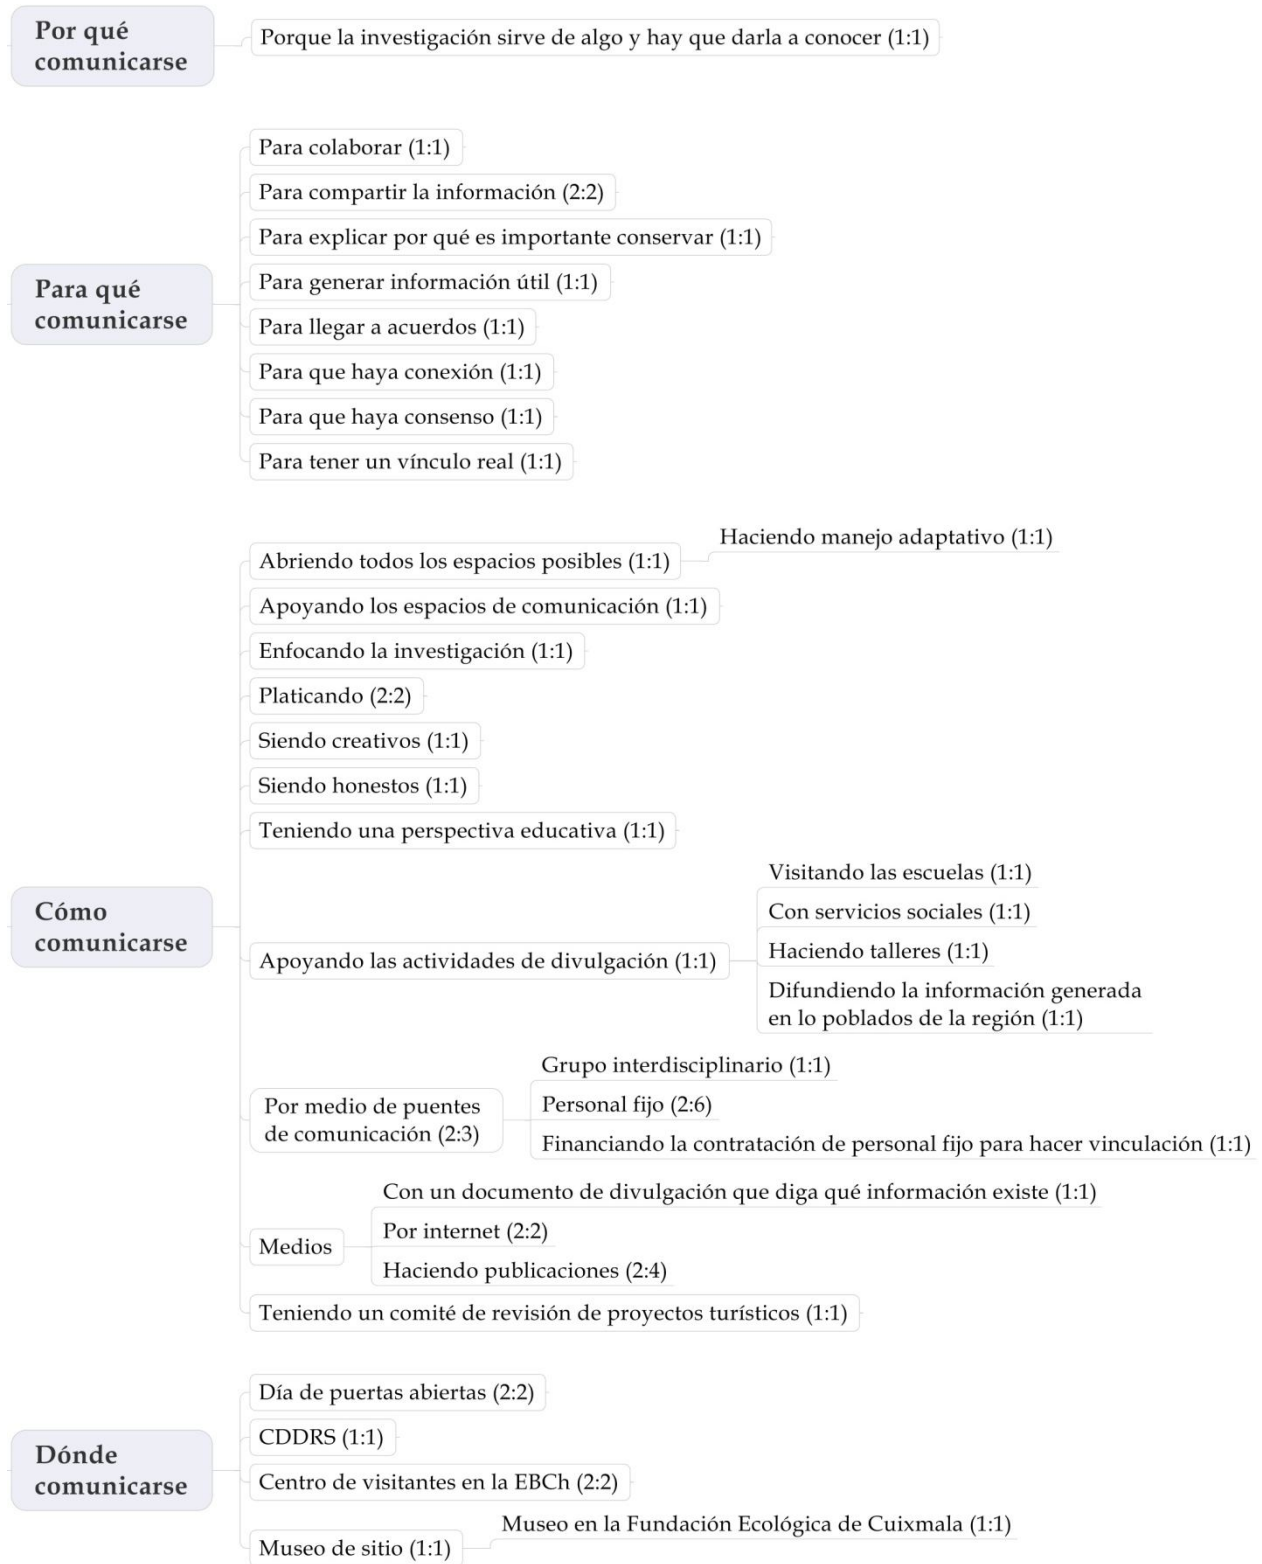 Por qué
comunicarse
Porque la investigación sirve de algo y hay que darla a conocer (1:1)
Para qué
comunicarse
Para colaborar (1:1)
Para compartir la información (2:2)
Para explicar por qué es importante conservar (1:1)
Para generar información útil (1:1)
Para llegar a acuerdos (1:1)
Para que haya conexión (1:1)
Para que haya consenso (1:1)
Para tener un vínculo real (1:1)
Cómo
comunicarse
Abriendo todos los espacios posibles (1:1)
Haciendo manejo adaptativo (1:1)
Apoyando los espacios de comunicación (1:1)
Enfocando la investigación (1:1)
Platicando (2:2)
Siendo creativos (1:1)
Siendo honestos (1:1)
Teniendo una perspectiva educativa (1:1)
Apoyando las actividades de divulgación (1:1)
Visitando las escuelas (1:1)
Con servicios sociales (1:1)
Haciendo talleres (1:1)
Difundiendo la información generada
en lo poblados de la región (1:1)
Por medio de puentes
de comunicación (2:3)
Grupo interdisciplinario (1:1)
Personal fijo (2:6)
Financiando la contratación de personal fijo para hacer vinculación (1:1)
Medios
Con un documento de divulgación que diga qué información existe (1:1)
Por internet (2:2)
Haciendo publicaciones (2:4)
Teniendo un comité de revisión de proyectos turísticos (1:1)
Dónde
comunicarse
Día de puertas abiertas (2:2)
CDDRS (1:1)
Centro de visitantes en la EBCh (2:2)
Museo de sitio (1:1)
Museo en la Fundación Ecológica de Cuixmala (1:1)